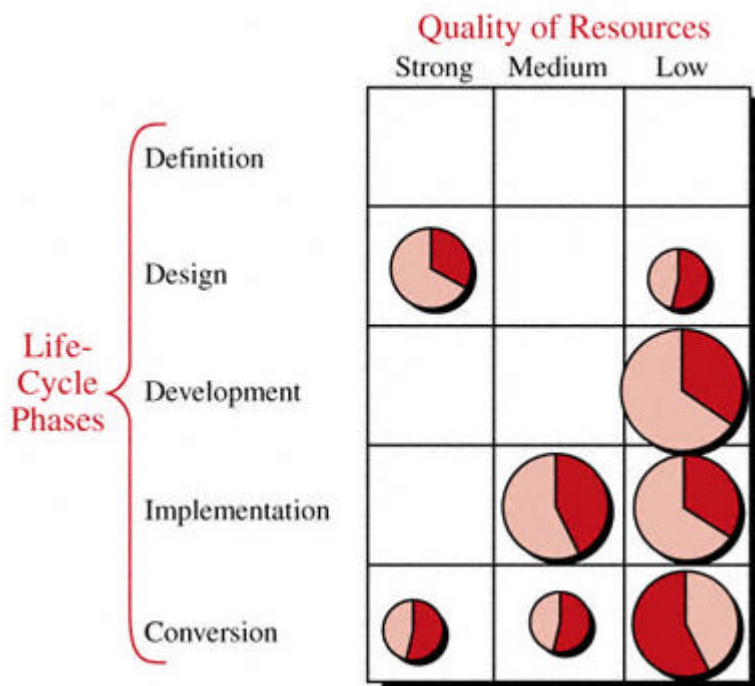 Quality of Resources
Strong Medium Low
Definition
Design
Life-
Cycle
Phases
Development
Implementation
Conversion